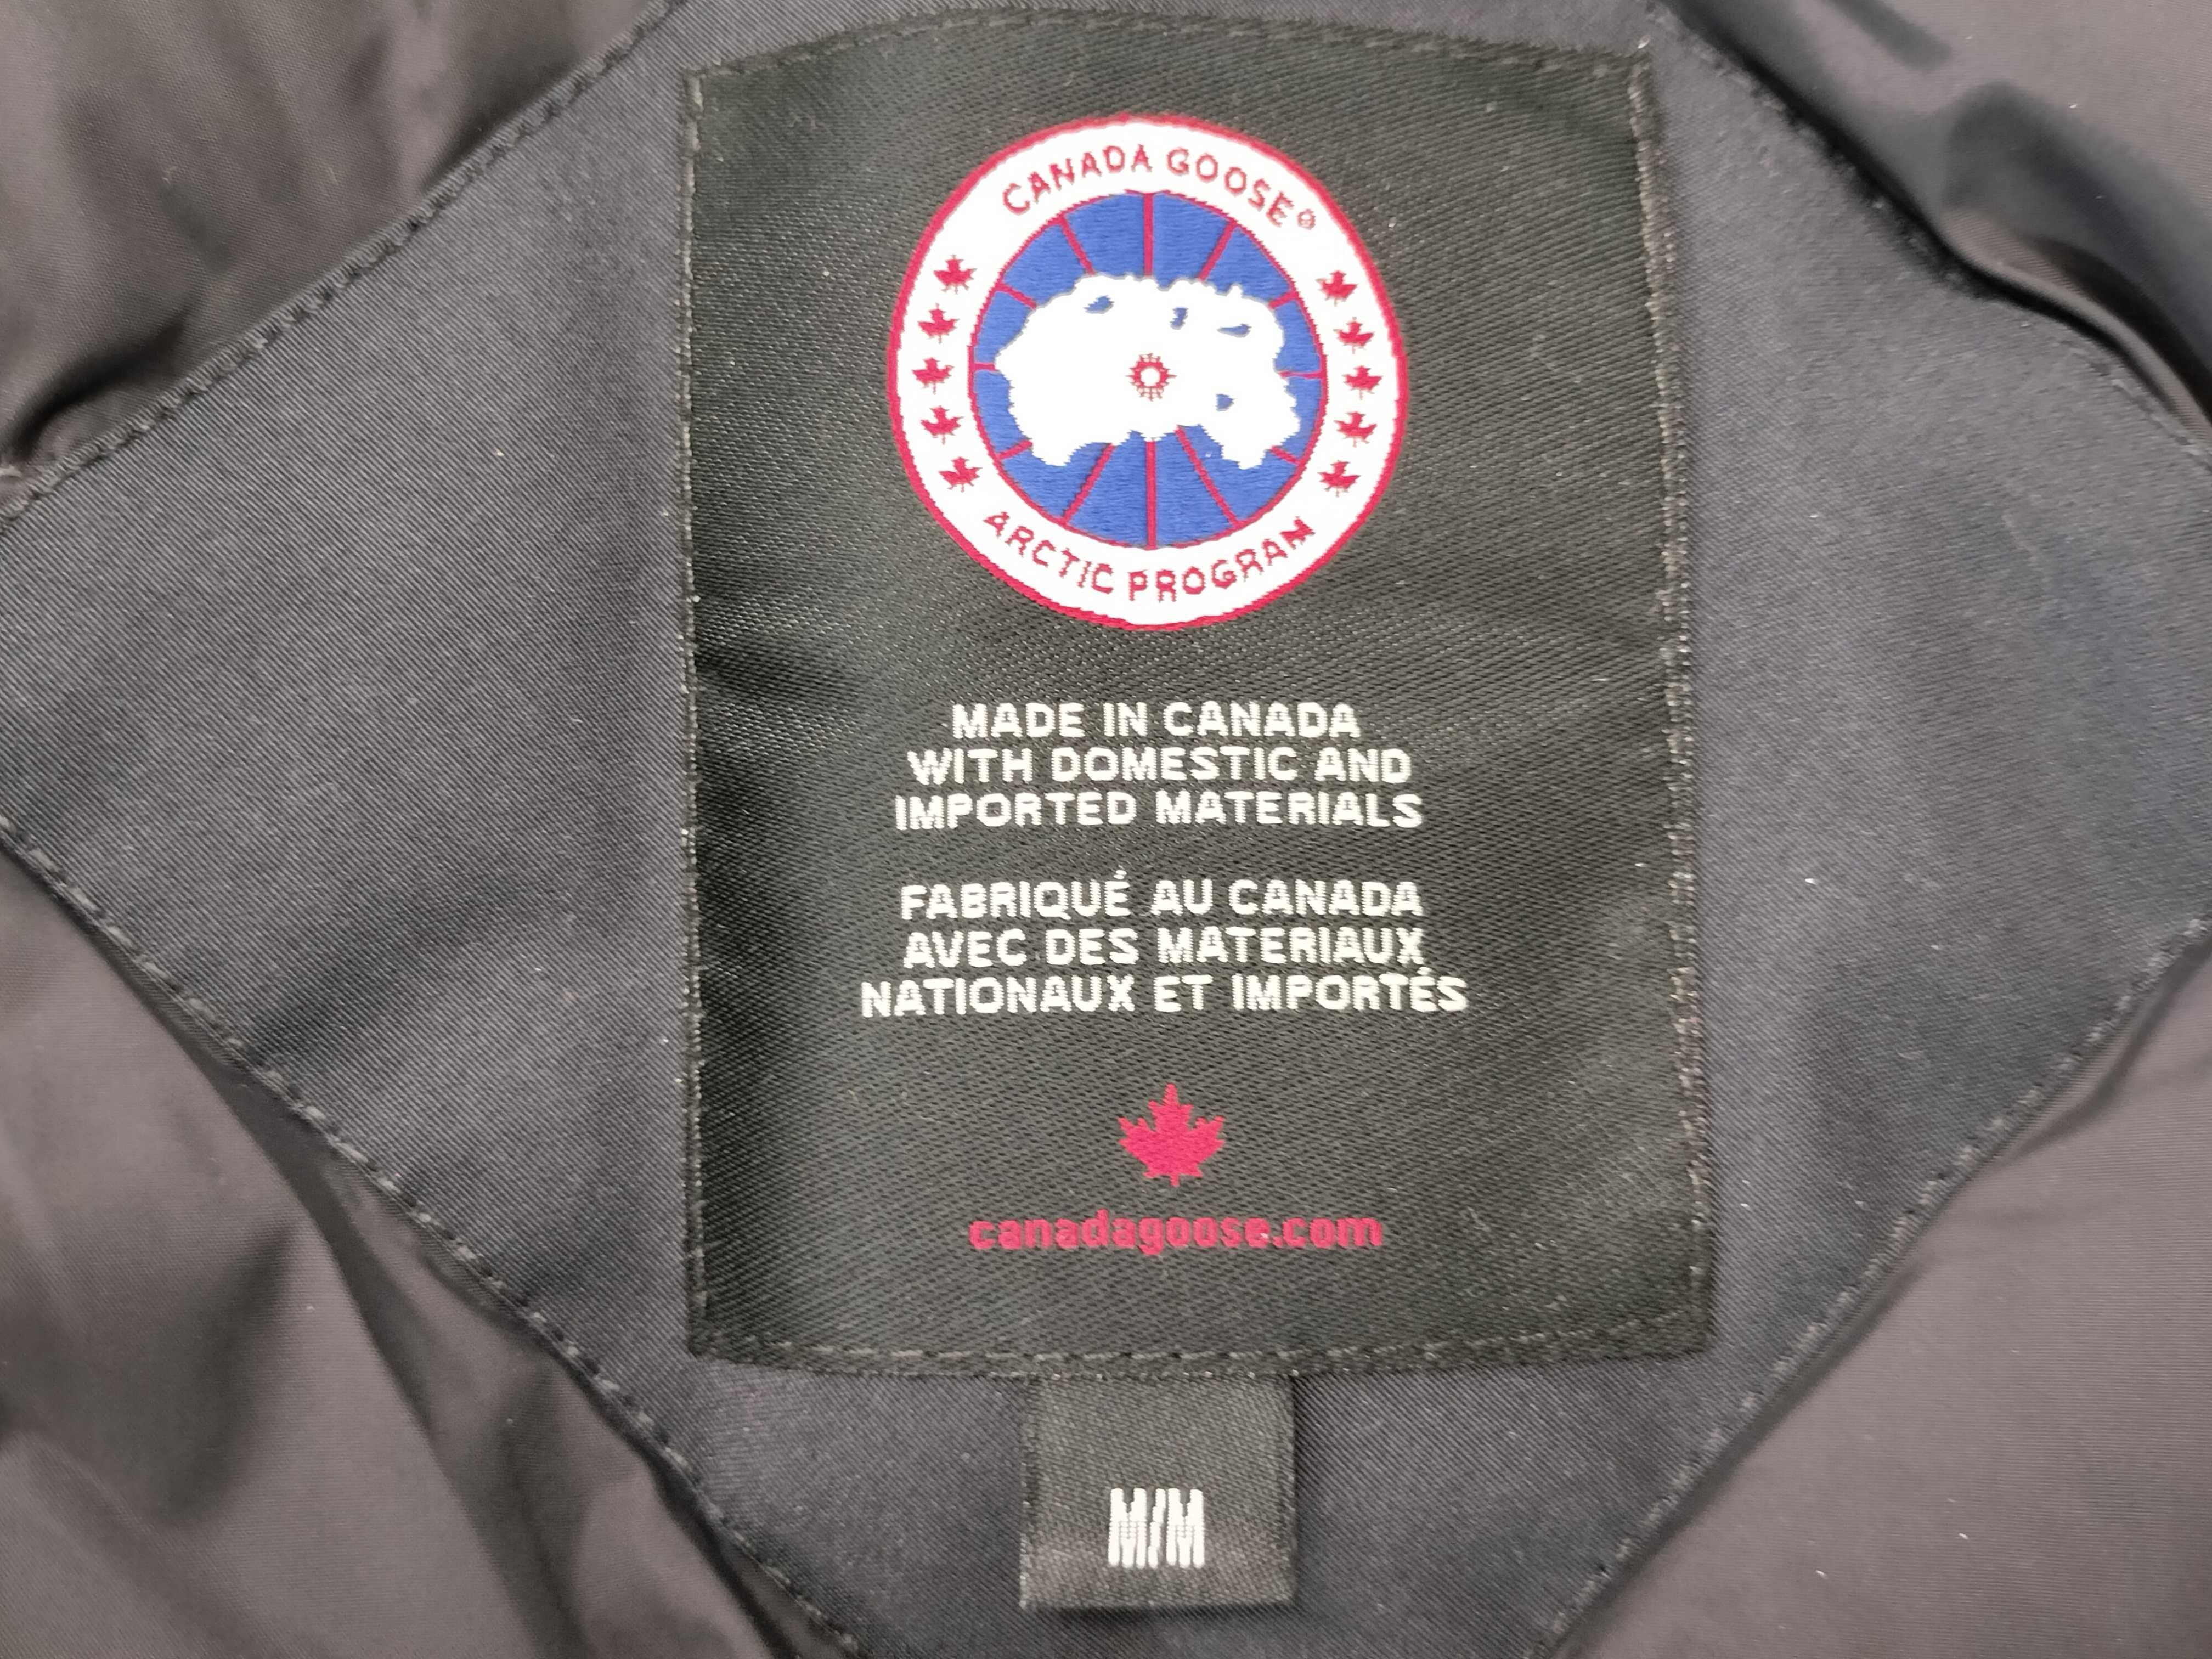 CANADA GOOSE®
ARCTIC PROGRAM
MADE IN CANADA
WITH DOMESTIC AND
IMPORTED MATERIALS
FABRIQUÉ AU CANADA
AVEC DES MATERIAUX
NATIONAUX ET IMPORTÉS
canadagoose.com
M/M